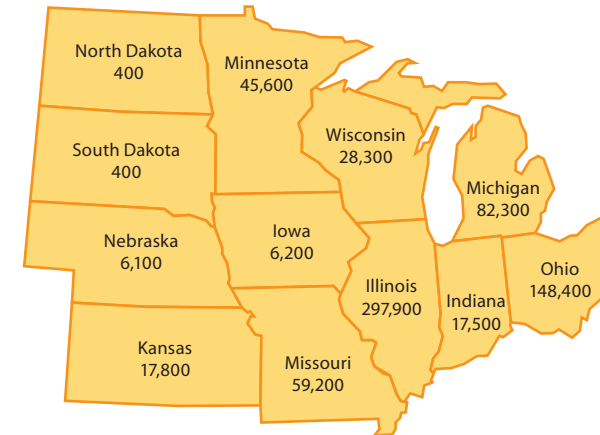 North Dakota
400
Minnesota
45,600
South Dakota
400
Wisconsin
28,300
Michigan
82,300
Nebraska
6,100
Iowa
6,200
Illinois
297,900
Indiana
17,500
Ohio
148,400
Kansas
17,800
Missouri
59,200